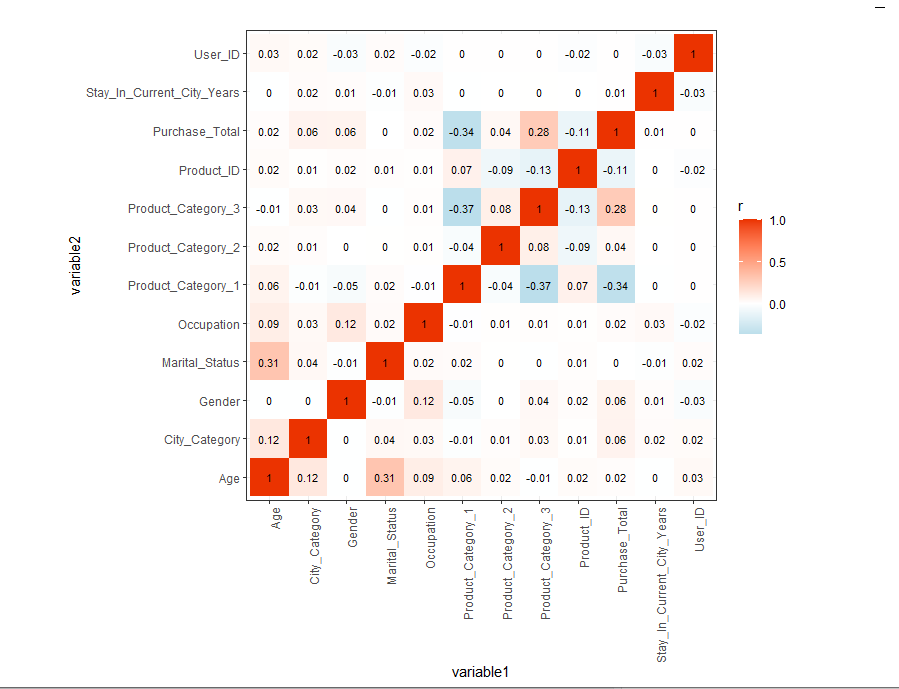 User_ID 0.03 0.02 -0.03 0.02 -0.02 0 0 0 -0.02 0 -0.03 1
Stay_In_Current_City_Years 0 0.02 0.01 -0.01 0.03 0 0 0 0 0.01 1 -0.03
Purchase_Total 0.02 0.06 0.06 0 0.02 -0.34 0.04 0.28 -0.11 1 0.01 0
Product_ID 0.02 0.01 0.02 0.01 0.01 0.07 -0.09 -0.13 1 -0.11 0 -0.02
Product_Category_3 -0.01 0.03 0.04 0 0.01 -0.37 0.08 1 -0.13 0.28 0 0
Product_Category_2 0.02 0.01 0 0 0.01 -0.04 1 0.08 -0.09 0.04 0 0
Product_Category_1 0.06 -0.01 -0.05 0.02 -0.01 1 -0.04 -0.37 0.07 -0.34 0 0
Occupation 0.09 0.03 0.12 0.02 1 -0.01 0.01 0.01 0.01 0.02 0.03 -0.02
Marital_Status 0.31 0.04 -0.01 1 0.02 0.02 0 0 0.01 0 -0.01 0.02
Gender 0 0 1 -0.01 0.12 -0.05 0 0.04 0.02 0.06 0.01 -0.03
City_Category 0.12 1 0 0.04 0.03 -0.01 0.01 0.03 0.01 0.06 0.02 0.02
Age 1 0.12 0 0.31 0.09 0.06 0.02 -0.01 0.02 0.02 0 0.03
variable2
Age
City_Category
Gender
Marital_Status
Occupation
Product_Category_1
Product_Category_2
Product_Category_3
Product_ID
Purchase_Total
Stay_In_Current_City_Years
User_ID
variable1
r
1.0
0.5
0.0